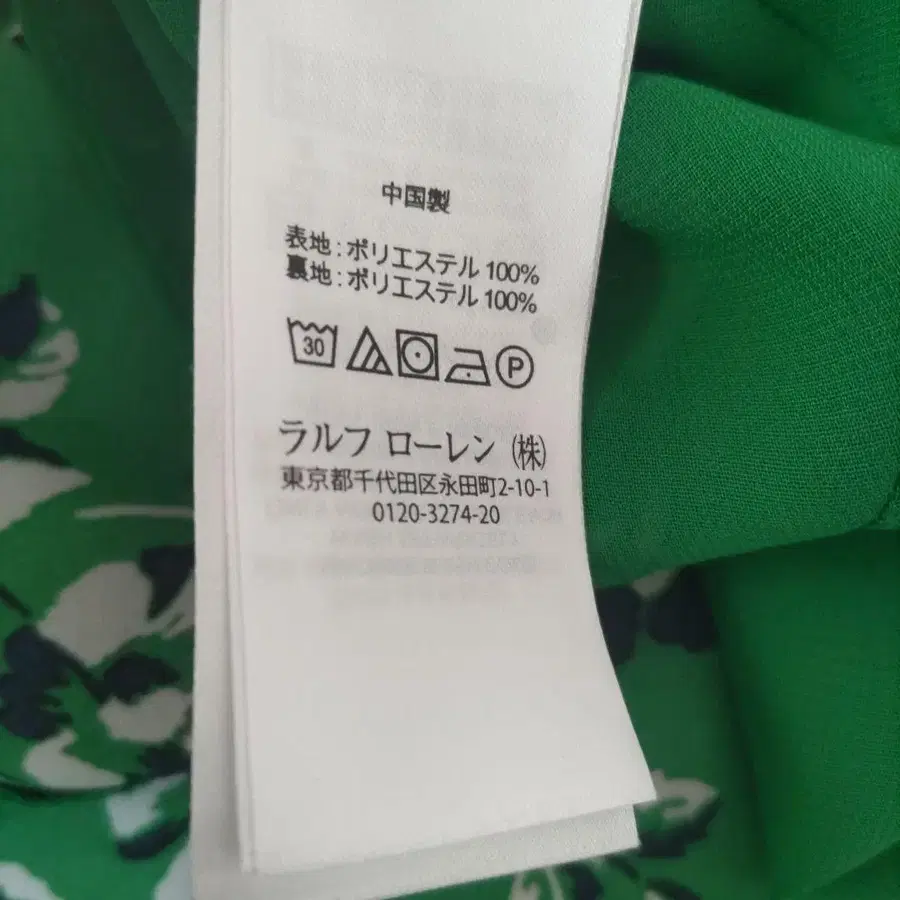 中国製
表地 : ポリエステル 100%
裏地 : ポリエステル 100%
30 P
ラルフ ローレン (株)
東京都千代田区永田町2-10-1
0120-3274-20